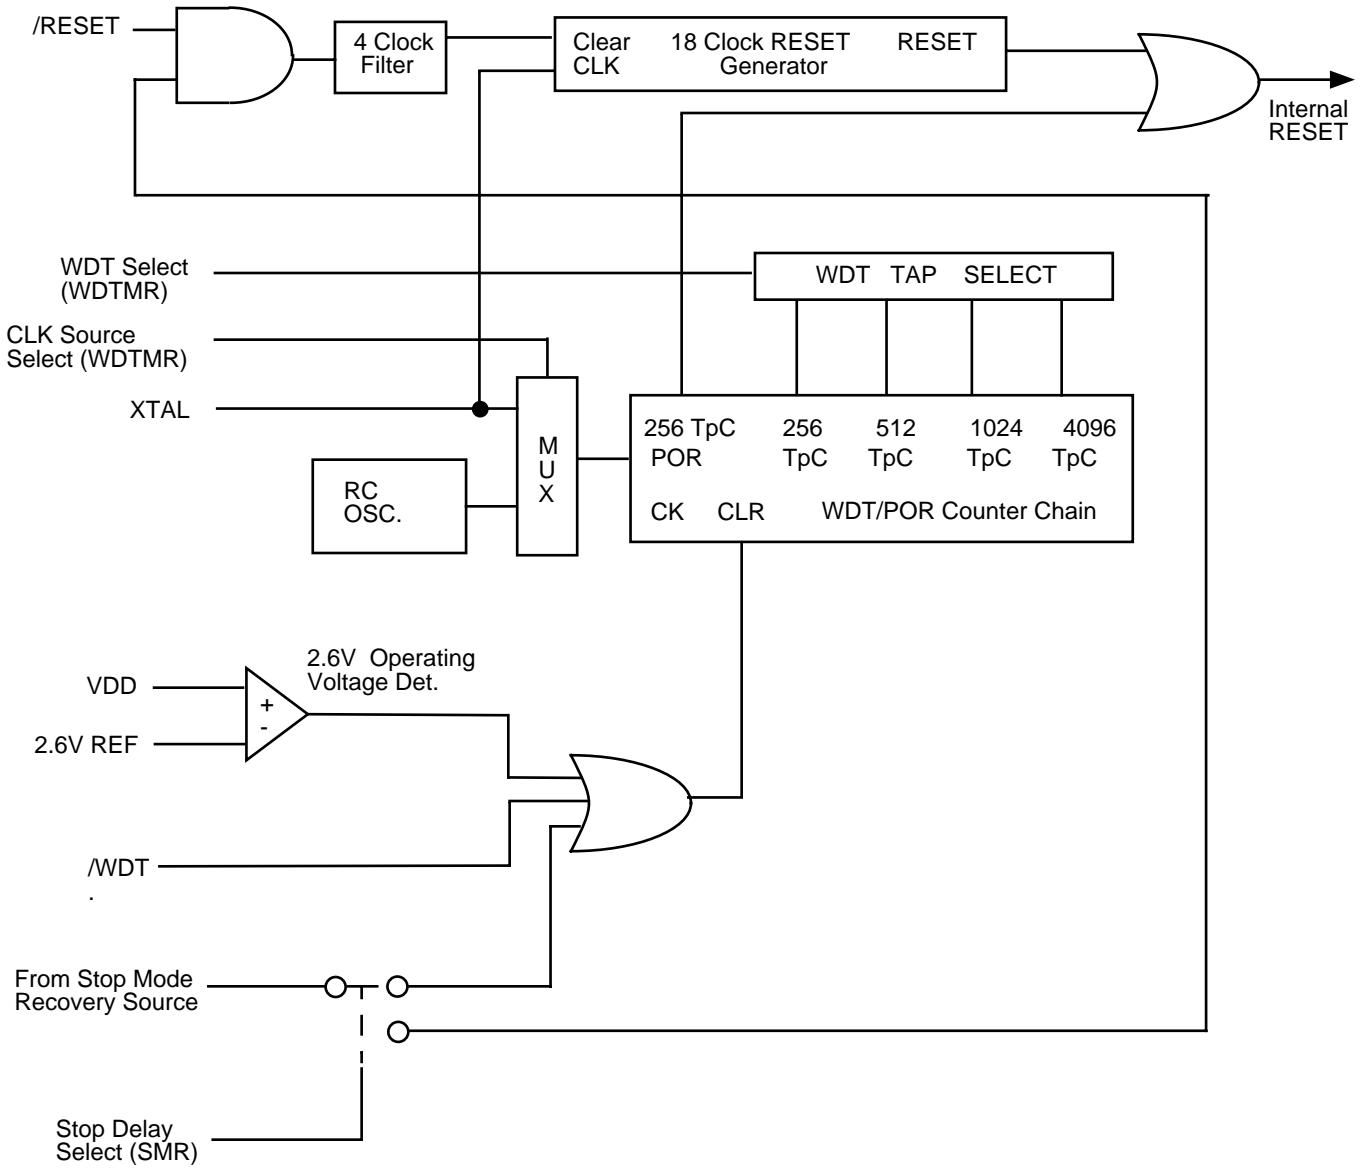 /RESET
4 Clock
Filter
Clear
CLK
18 Clock RESET
Generator
RESET
Internal
RESET
WDT Select
(WDTMR)
WDT TAP SELECT
CLK Source
Select (WDTMR)
XTAL
M
U
X
RC
OSC.
256 TpC
POR
256
TpC
512
TpC
1024
TpC
4096
TpC
CK
CLR
WDT/POR Counter Chain
2.6V Operating
Voltage Det.
VDD
+
-
2.6V REF
/WDT
.
From Stop Mode
Recovery Source
Stop Delay
Select (SMR)